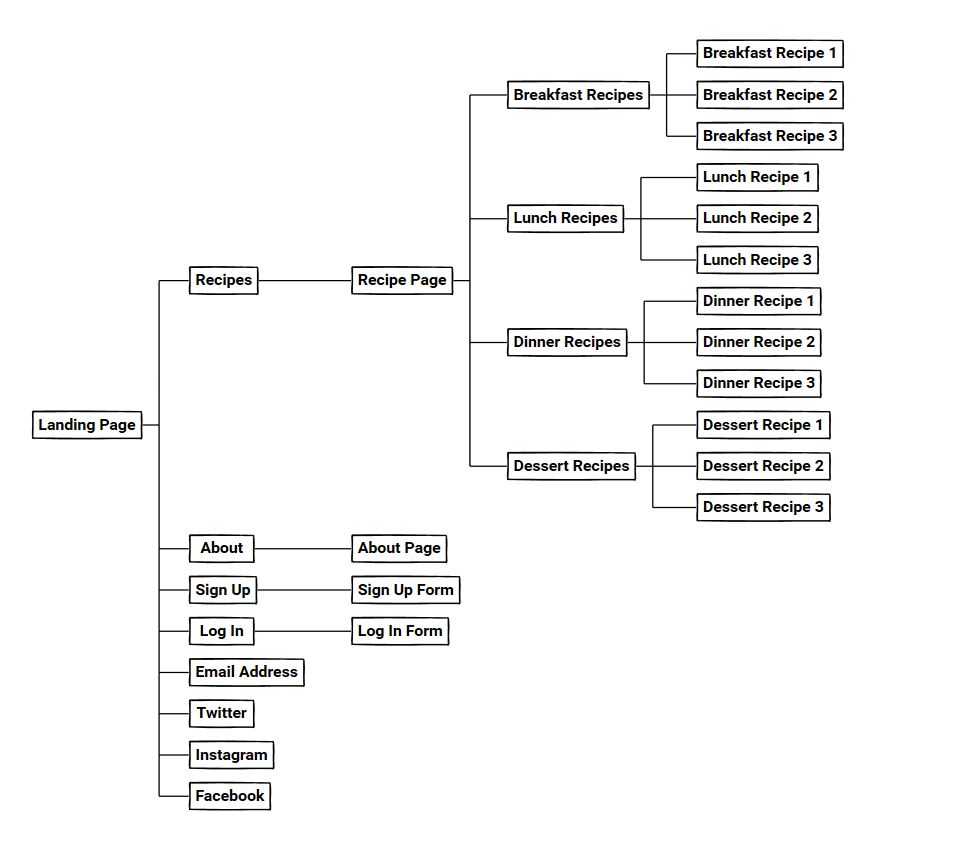 Breakfast Recipe 1
Breakfast Recipes
Breakfast Recipe 2
Breakfast Recipe 3
Lunch Recipe 1
Lunch Recipes
Lunch Recipe 2
Lunch Recipe 3
Recipes
Recipe Page
Dinner Recipe 1
Dinner Recipes
Dinner Recipe 2
Dinner Recipe 3
Landing Page
Dessert Recipe 1
Dessert Recipes
Dessert Recipe 2
Dessert Recipe 3
About
About Page
Sign Up
Sign Up Form
Log In
Log In Form
Email Address
Twitter
Instagram
Facebook